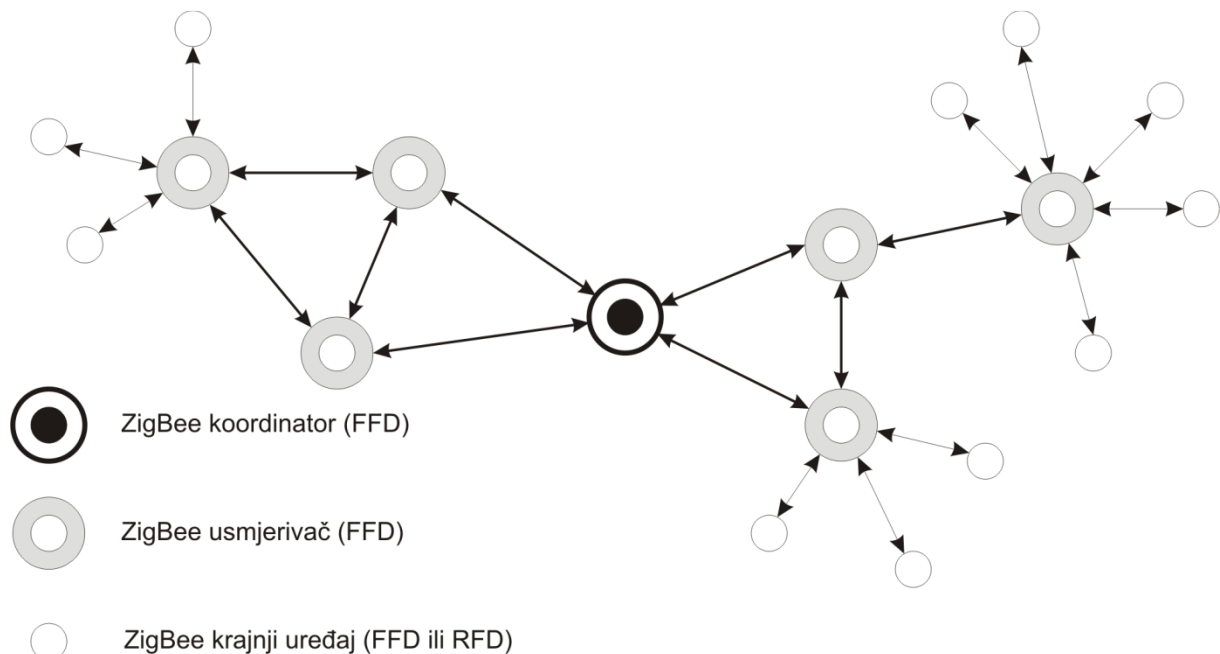 ZigBee koordinator (FFD)
ZigBee usmjerivač (FFD)
ZigBee krajnji uređaj (FFD ili RFD)